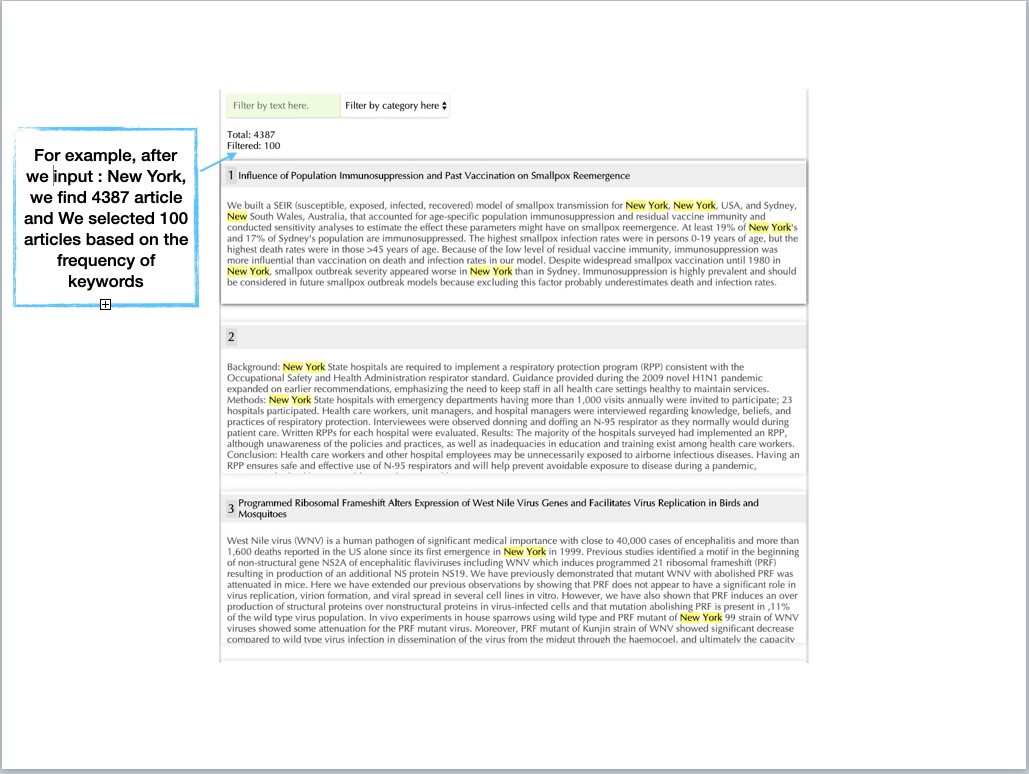 Filter by text here.
Filter by category here
Total: 4387
Filtered: 100
For example, after
we input : New York,
we find 4387 article
and We selected 100
articles based on the
frequency of
keywords
1 Influence of Population Immunosuppression and Past Vaccination on Smallpox Reemergence
We built a SEIR (susceptible, exposed, infected, recovered) model of smallpox transmission for New York, New York, USA, and Sydney,
New South Wales, Australia, that accounted for age-specific population immunosuppression and residual vaccine immunity and
conducted sensitivity analyses to estimate the effect these parameters might have on smallpox reemergence. At least 19% of New York's
and 17% of Sydney's population are immunosuppressed. The highest smallpox infection rates were in persons 0-19 years of age, but the
highest death rates were in those >45 years of age. Because of the low level of residual vaccine immunity, immunosuppression was
more influential than vaccination on death and infection rates in our model. Despite widespread smallpox vaccination until 1980 in
New York, smallpox outbreak severity appeared worse in New York than in Sydney. Immunosuppression is highly prevalent and should
be considered in future smallpox outbreak models because excluding this factor probably underestimates death and infection rates.
2
Background: New York State hospitals are required to implement a respiratory protection program (RPP) consistent with the
Occupational Safety and Health Administration respirator standard. Guidance provided during the 2009 novel H1N1 pandemic
expanded on earlier recommendations, emphasizing the need to keep staff in all health care settings healthy to maintain services.
Methods: New York State hospitals with emergency departments having more than 1,000 visits annually were invited to participate; 23
hospitals participated. Health care workers, unit managers, and hospital managers were interviewed regarding knowledge, beliefs, and
practices of respiratory protection. Interviewees were observed donning and doffing an N-95 respirator as they normally would during
patient care. Written RPPs for each hospital were evaluated. Results: The majority of the hospitals surveyed had implemented an RPP,
although unawareness of the policies and practices, as well as inadequacies in education and training exist among health care workers.
Conclusion: Health care workers and other hospital employees may be unnecessarily exposed to airborne infectious diseases. Having an
RPP ensures safe and effective use of N-95 respirators and will help prevent avoidable exposure to disease during a pandemic,
3 Programmed Ribosomal Frameshift Alters Expression of West Nile Virus Genes and Facilitates Virus Replication in Birds and
Mosquitoes
West Nile virus (WNV) is a human pathogen of significant medical importance with close to 40,000 cases of encephalitis and more than
1,600 deaths reported in the US alone since its first emergence in New York in 1999. Previous studies identified a motif in the beginning
of non-structural gene NS2A of encephalitic flaviviruses including WNV which induces programmed 21 ribosomal frameshift (PRF)
resulting in production of an additional NS protein NS19. We have previously demonstrated that mutant WNV with abolished PRF was
attenuated in mice. Here we have extended our previous observations by showing that PRF does not appear to have a significant role in
virus replication, virion formation, and viral spread in several cell lines in vitro. However, we have also shown that PRF induces an over
production of structural proteins over nonstructural proteins in virus-infected cells and that mutation abolishing PRF is present in ,11%
of the wild type virus population. In vivo experiments in house sparrows using wild type and PRF mutant of New York 99 strain of WNV
viruses showed some attenuation for the PRF mutant virus. Moreover, PRF mutant of Kunjin strain of WNV showed significant decrease
compared to wild type virus infection in dissemination of the virus from the midgut through the haemocoel, and ultimately the capacity